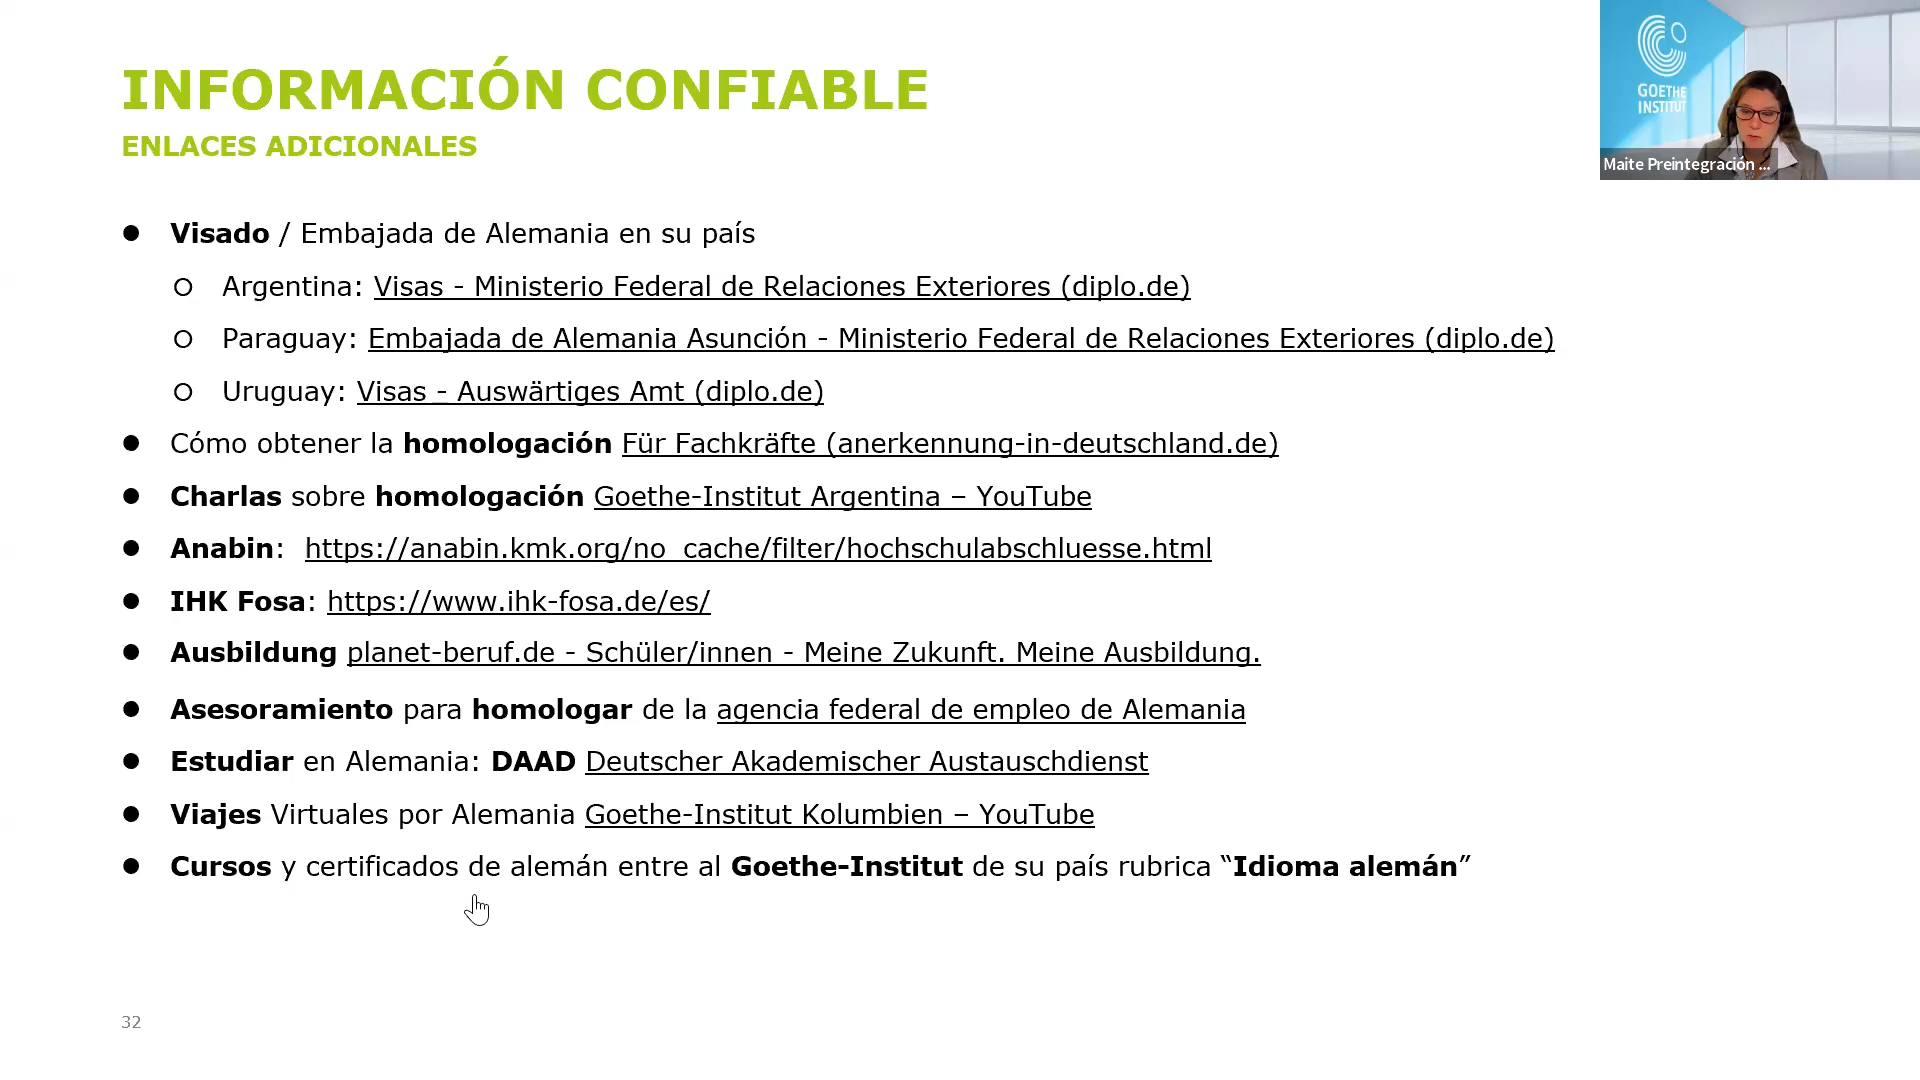 INFORMACIÓN CONFIABLE
ENLACES ADICIONALES
GOETHE
INSTITUT
Maite Preintegración ...
● Visado / Embajada de Alemania en su país
○ Argentina: Visas - Ministerio Federal de Relaciones Exteriores (diplo.de)
○ Paraguay: Embajada de Alemania Asunción - Ministerio Federal de Relaciones Exteriores (diplo.de)
○ Uruguay: Visas - Auswärtiges Amt (diplo.de)
● Cómo obtener la homologación Für Fachkräfte (anerkennung-in-deutschland.de)
● Charlas sobre homologación Goethe-Institut Argentina – YouTube
● Anabin: https://anabin.kmk.org/no_cache/filter/hochschulabschluesse.html
● IHK Fosa: https://www.ihk-fosa.de/es/
● Ausbildung planet-beruf.de - Schüler/innen - Meine Zukunft. Meine Ausbildung.
● Asesoramiento para homologar de la agencia federal de empleo de Alemania
● Estudiar en Alemania: DAAD Deutscher Akademischer Austauschdienst
● Viajes Virtuales por Alemania Goethe-Institut Kolumbien – YouTube
● Cursos y certificados de alemán entre al Goethe-Institut de su país rubrica “Idioma alemán”
32